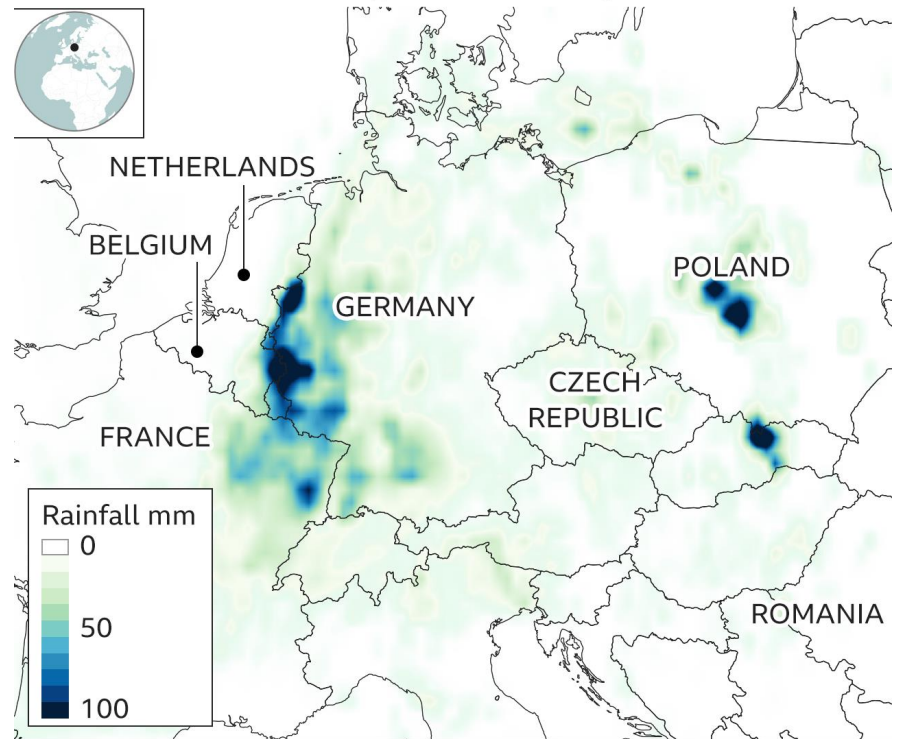 NETHERLANDS
BELGIUM
POLAND
GERMANY
CZECH
REPUBLIC
FRANCE
Rainfall mm
0
50
100
ROMANIA